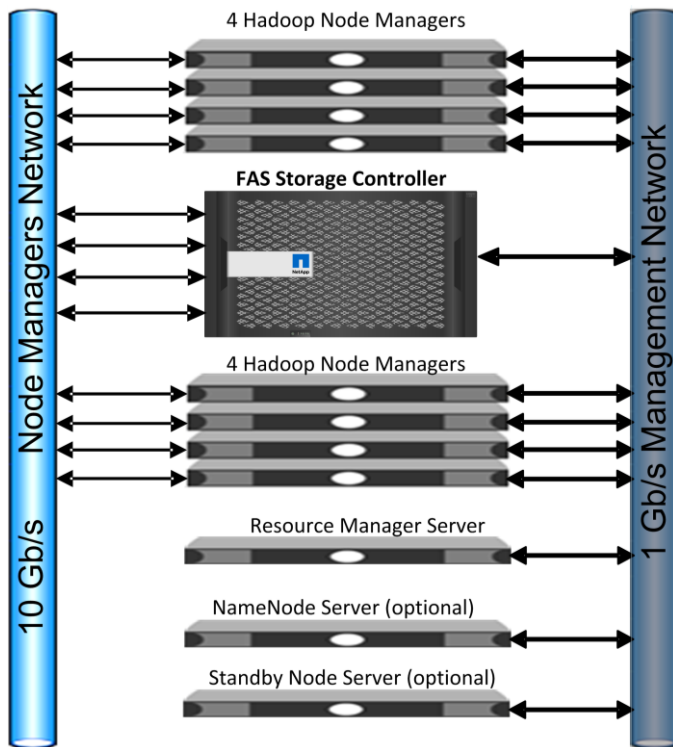 4 Hadoop Node Managers
FAS Storage Controller
NetApp
4 Hadoop Node Managers
Resource Manager Server
NameNode Server (optional)
Standby Node Server (optional)
10 Gb/s Node Managers Network
1 Gb/s Management Network